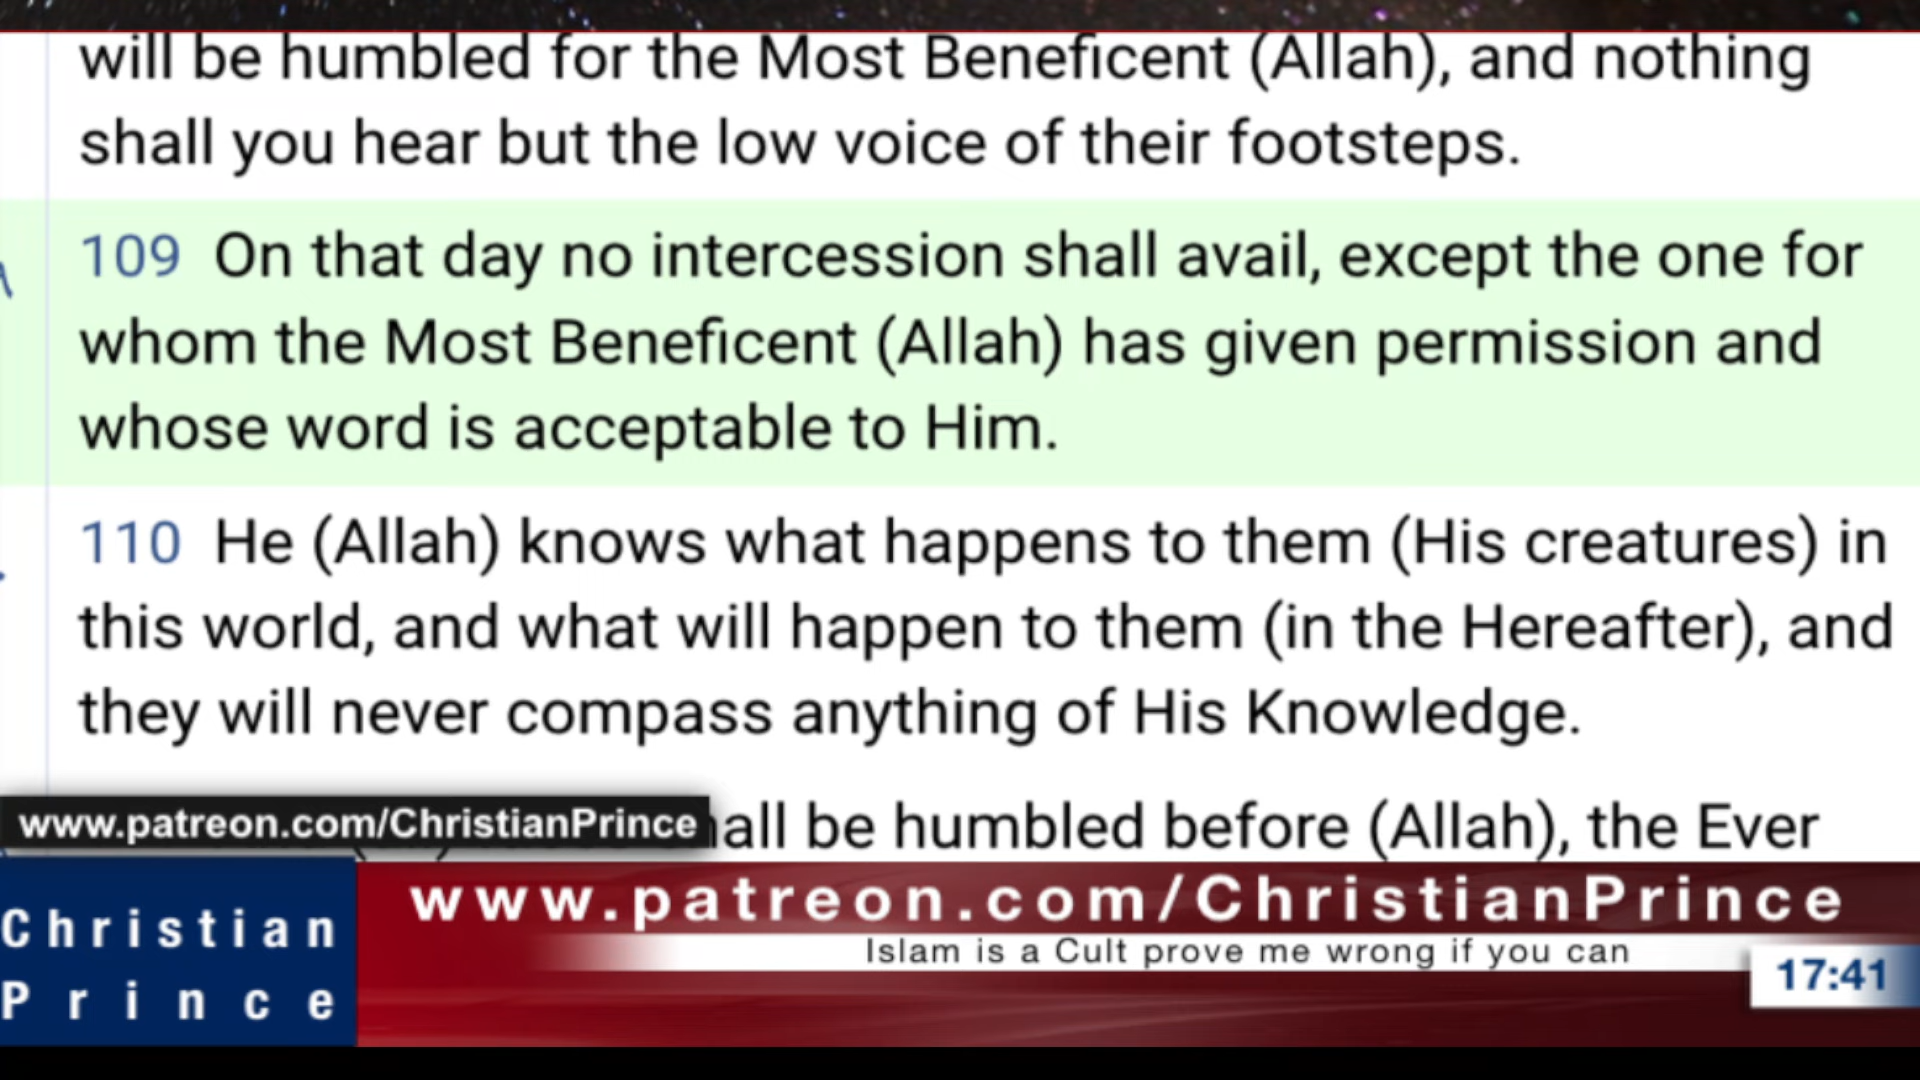 will be humbled for the Most Beneficent (Allah), and nothing
shall you hear but the low voice of their footsteps.
109 On that day no intercession shall avail, except the one for
whom the Most Beneficent (Allah) has given permission and
whose word is acceptable to Him.
110 He (Allah) knows what happens to them (His creatures) in
this world, and what will happen to them (in the Hereafter), and
they will never compass anything of His Knowledge.
be humbled before (Allah), the Ever
www.patreon.com/ChristianPrince
Christian
Prince
www.patreon.com/ChristianPrince
Islam is a Cult prove me wrong if you can
17:41